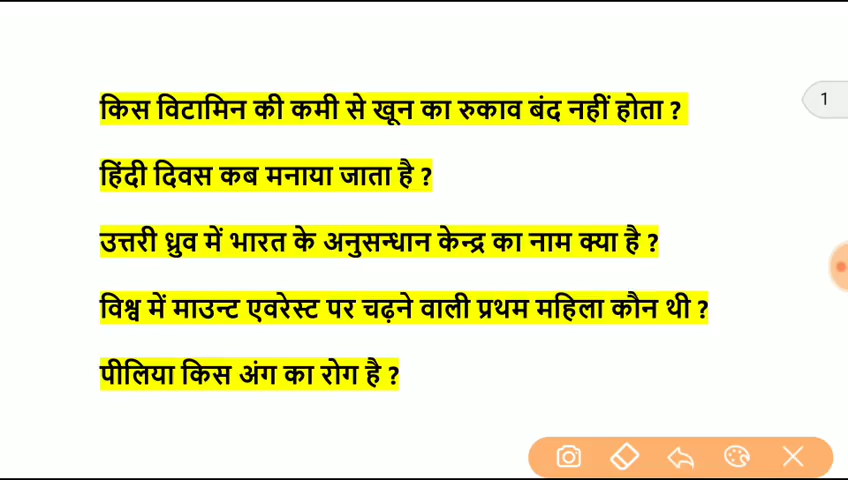 किस विटामिन की कमी से खून का रुकाव बंद नहीं होता ?
1
हिंदी दिवस कब मनाया जाता है ?
उत्तरी ध्रुव में भारत के अनुसन्धान केन्द्र का नाम क्या है ?
विश्व में माउन्ट एवरेस्ट पर चढ़ने वाली प्रथम महिला कौन थी ?
पीलिया किस अंग का रोग है ?